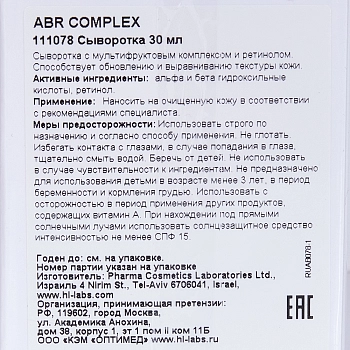 ABR COMPLEX
111078 Сыворотка 30 мл
Сыворотка с мультифруктовым комплексом и ретинолом.
Способствует обновлению и выравниванию текстуры кожи.
Активные ингредиенты: альфа и бета гидроксильные
кислоты, ретинол.
Применение: Наносить на очищенную кожу в соответствии
с рекомендациями специалиста.
Меры предосторожности: Использовать строго по
назначению и согласно способу применения. Не глотать.
Избегать контакта с глазами, в случае попадания в глаза,
тщательно смыть водой. Беречь от детей. Не использовать
в случае чувствительности к ингредиентам. Не предназначено
для использования детьми в возрасте менее 3 лет, в период
беременности и кормления грудью. Использовать с
осторожностью в период применения других продуктов,
содержащих витамин А. При нахождении под прямыми
солнечными лучами использовать солнцезащитное средство
интенсивностью не менее СПФ 15.
Годен до: см. на упаковке.
Номер партии указан на упаковке
Изготовитель: Pharma Cosmetics Laboratories Ltd.,
Израиль 4 Nirim St., Tel-Aviv 6706041, Israel,
www.hl-labs.com
Организация, принимающая претензии:
РФ, 119602, город Москва,
ул. Академика Анохина,
дом 38, корпус 1, эт 1 пом ii ком 11Б
ООО «КЭМ «ОПТИМЕД» www.hl-labs.ru
EAC